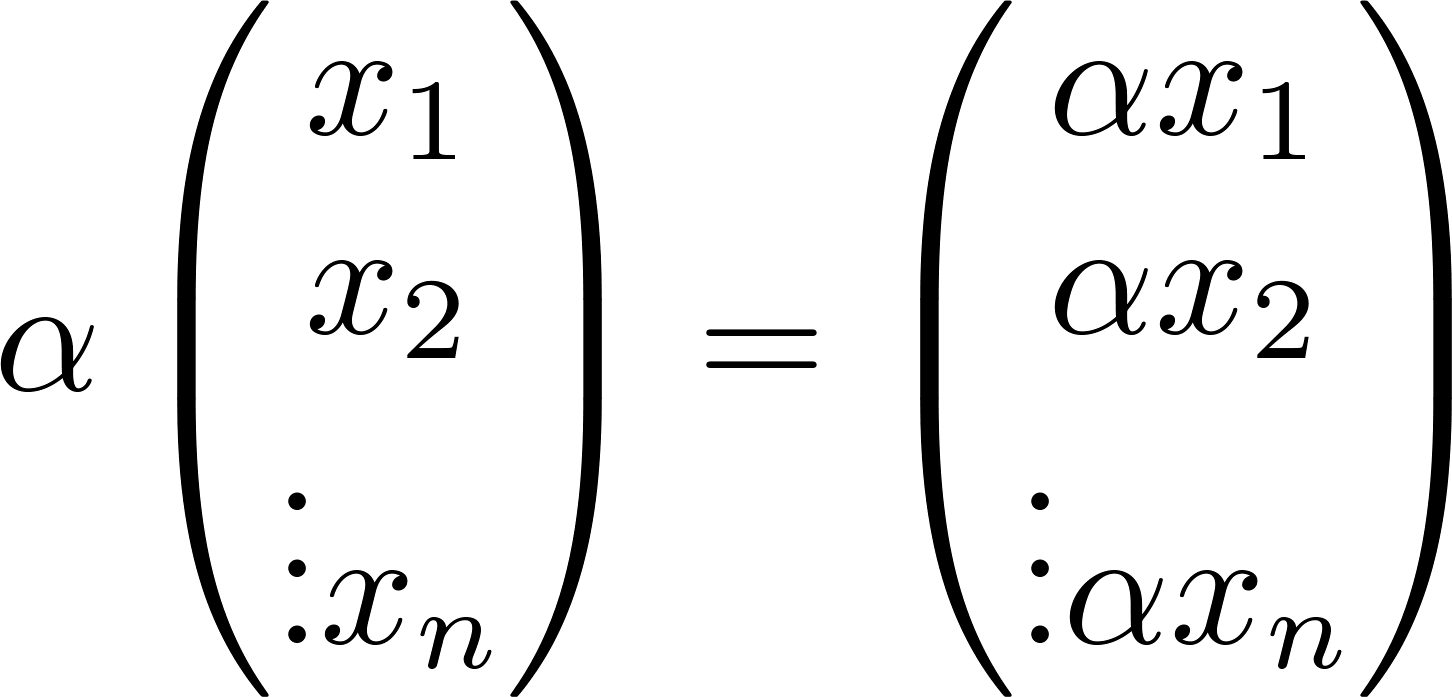 α ( x₁ x₂ ⋮ xₙ ) = ( αx₁ αx₂ ⋮ αxₙ )